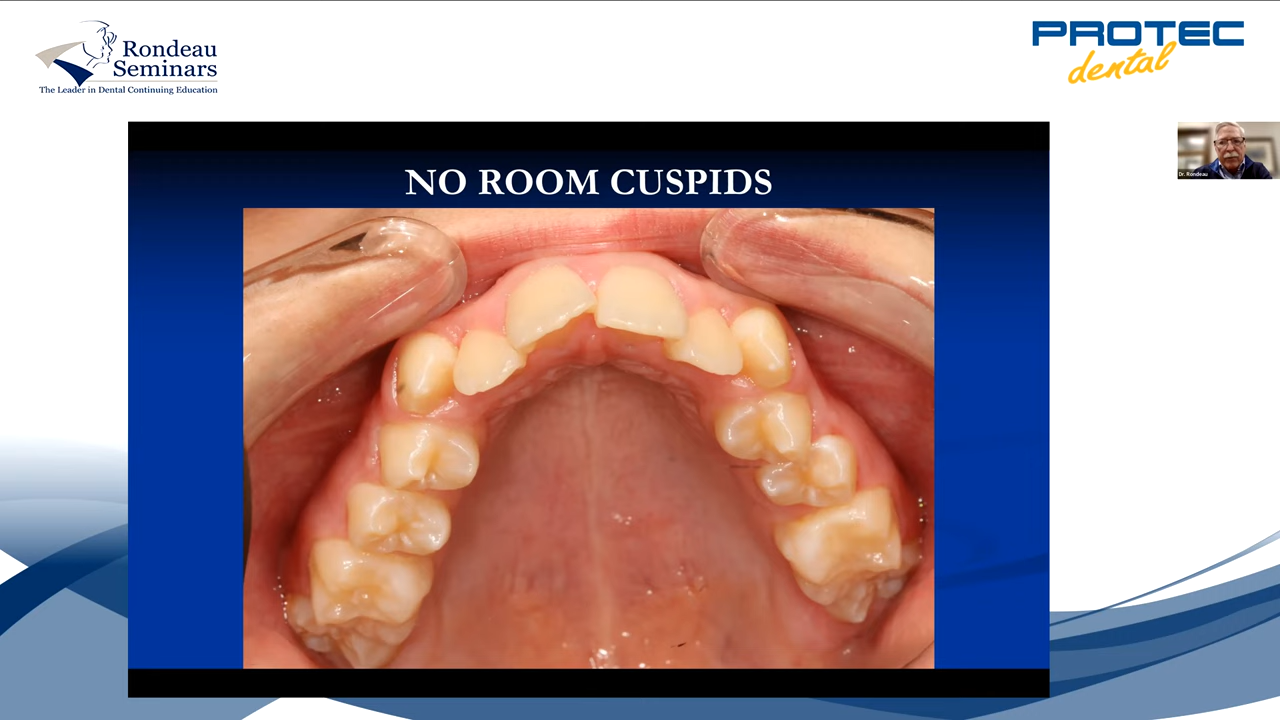 Rondeau
Seminars
The Leader in Dental Continuing Education
PROTEC
dental
NO ROOM CUSPIDS
Dr. Rondeau